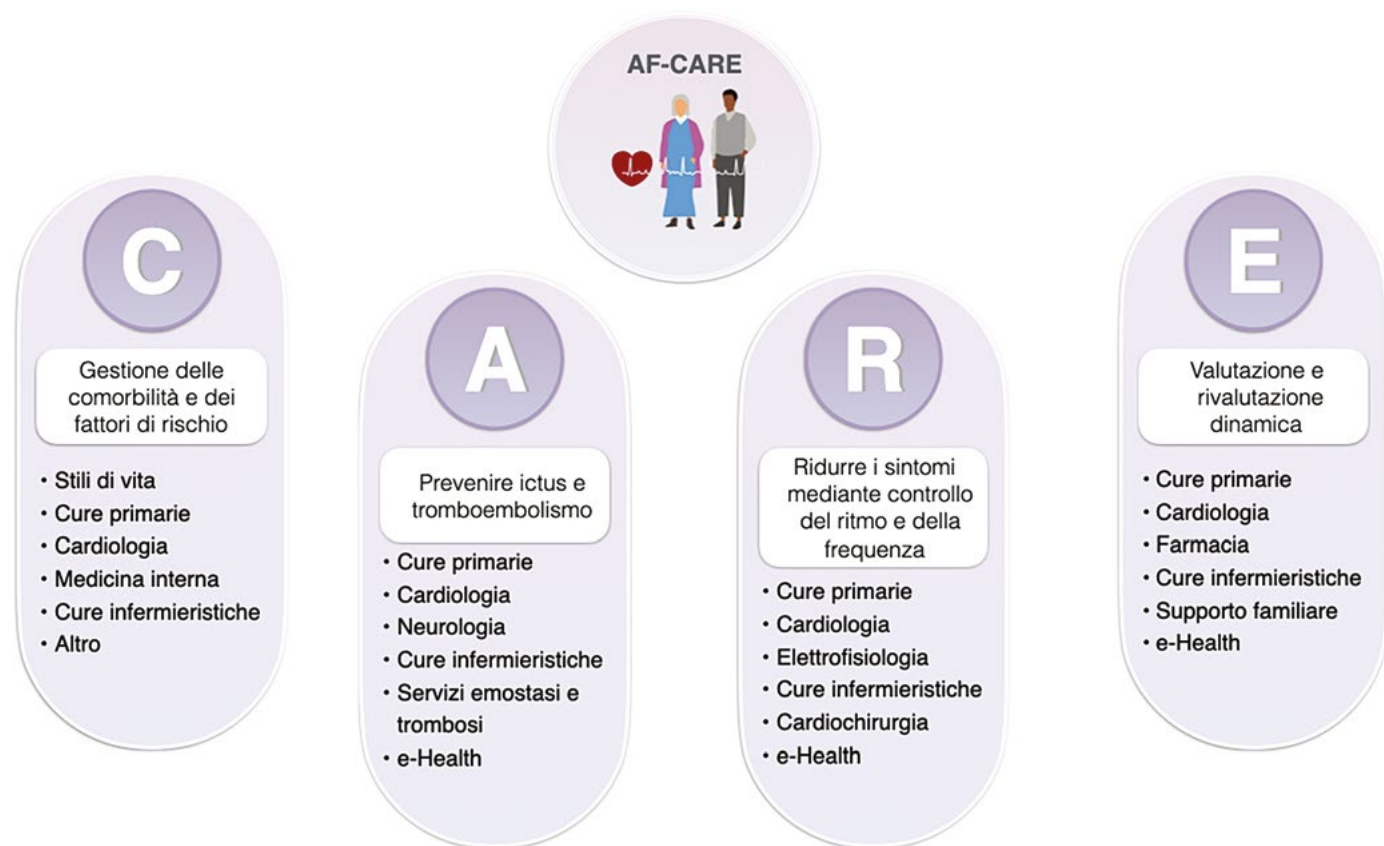 AF-CARE
C
Gestione delle
comorbilità e dei
fattori di rischio
• Stili di vita
• Cure primarie
• Cardiologia
• Medicina interna
• Cure infermieristiche
• Altro
A
Prevenire ictus e
tromboembolismo
• Cure primarie
• Cardiologia
• Neurologia
• Cure infermieristiche
• Servizi emostasi e
trombosi
• e-Health
R
Ridurre i sintomi
mediante controllo
del ritmo e della
frequenza
• Cure primarie
• Cardiologia
• Elettrofisiologia
• Cure infermieristiche
• Cardiochirurgia
• e-Health
E
Valutazione e
rivalutazione
dinamica
• Cure primarie
• Cardiologia
• Farmacia
• Cure infermieristiche
• Supporto familiare
• e-Health